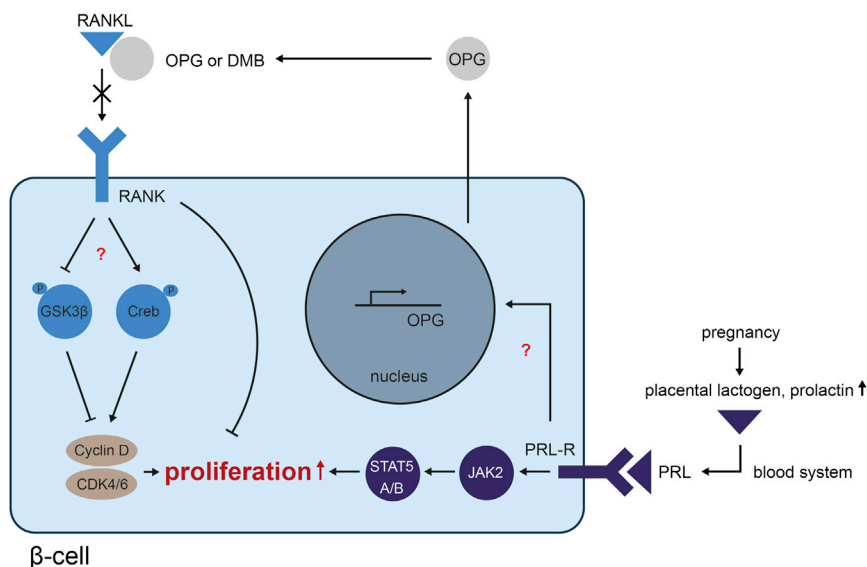 RANKL
OPG or DMB
OPG
RANK
?
P
GSK3β
Creb
P
OPG
nucleus
?
pregnancy
placental lactogen, prolactin
Cyclin D
CDK4/6
proliferation
STAT5
A/B
JAK2
PRL-R
PRL
blood system
β-cell